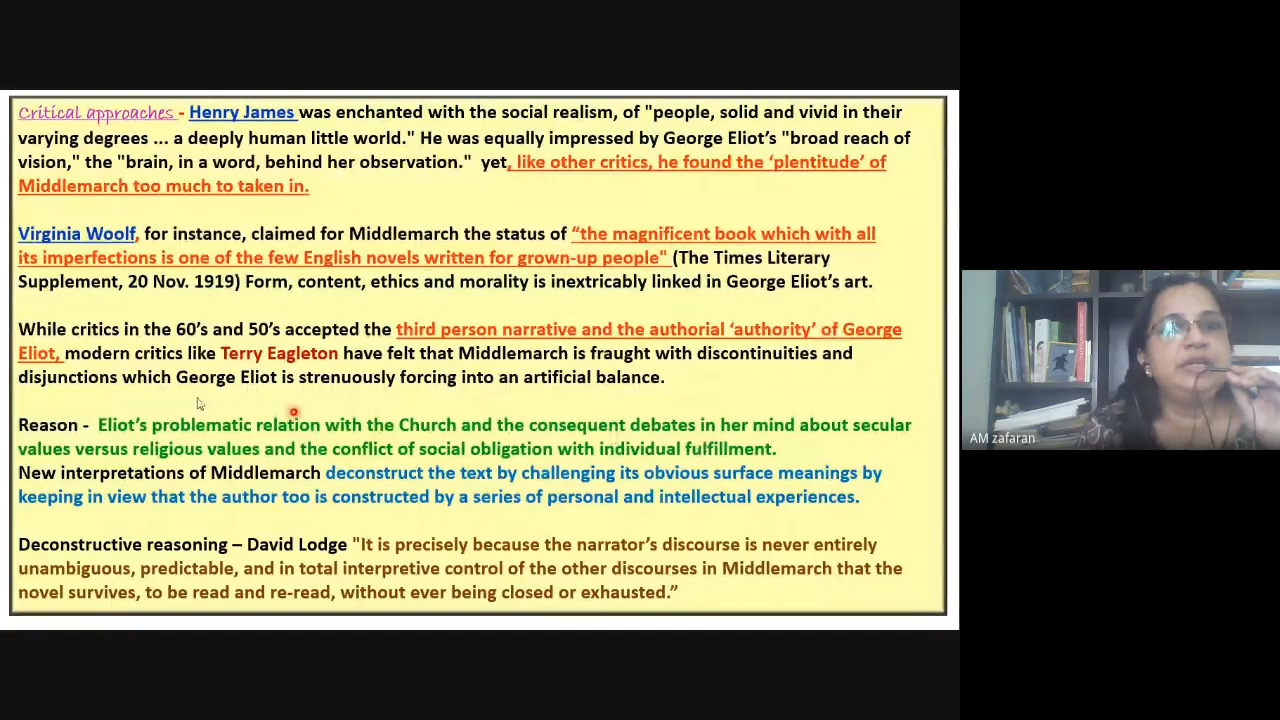 Critical approaches - Henry James was enchanted with the social realism, of "people, solid and vivid in their
varying degrees ... a deeply human little world." He was equally impressed by George Eliot's "broad reach of
vision," the "brain, in a word, behind her observation."  yet, like other critics, he found the ‘plentitude’ of
Middlemarch too much to taken in.
Virginia Woolf, for instance, claimed for Middlemarch the status of “the magnificent book which with all
its imperfections is one of the few English novels written for grown-up people" (The Times Literary
Supplement, 20 Nov. 1919) Form, content, ethics and morality is inextricably linked in George Eliot’s art.
While critics in the 60’s and 50’s accepted the third person narrative and the authorial ‘authority’ of George
Eliot, modern critics like Terry Eagleton have felt that Middlemarch is fraught with discontinuities and
disjunctions which George Eliot is strenuously forcing into an artificial balance.
Reason -  Eliot’s problematic relation with the Church and the consequent debates in her mind about secular
values versus religious values and the conflict of social obligation with individual fulfillment.
New interpretations of Middlemarch deconstruct the text by challenging its obvious surface meanings by
keeping in view that the author too is constructed by a series of personal and intellectual experiences.
Deconstructive reasoning – David Lodge "It is precisely because the narrator’s discourse is never entirely
unambiguous, predictable, and in total interpretive control of the other discourses in Middlemarch that the
novel survives, to be read and re-read, without ever being closed or exhausted.”
AM zafaran